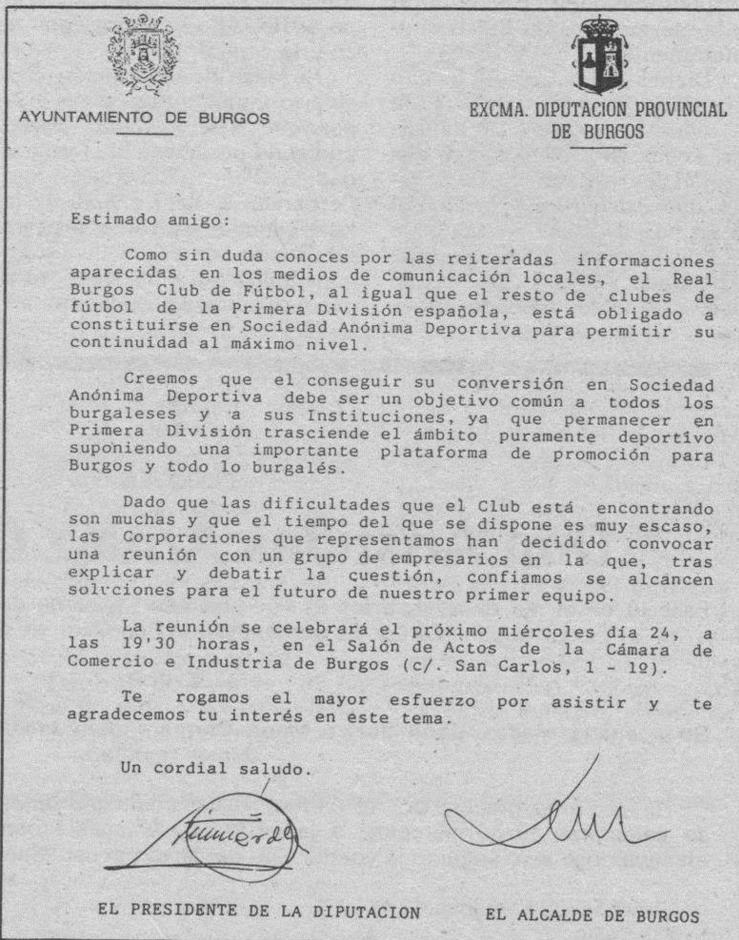 AYUNTAMIENTO DE BURGOS
EXCMA. DIPUTACION PROVINCIAL
DE BURGOS
Estimado amigo:
Como sin duda conoces por las reiteradas informaciones
aparecidas en los medios de comunicación locales, el Real
Burgos Club de Fútbol, al igual que el resto de clubes de
fútbol de la Primera División española, está obligado a
constituirse en Sociedad Anónima Deportiva para permitir su
continuidad al máximo nivel.
Creemos que el conseguir su conversión en Sociedad
Anónima Deportiva debe ser un objetivo común a todos los
burgaleses y a sus Instituciones, ya que permanecer en
Primera División trasciende el ámbito puramente deportivo
suponiendo una importante plataforma de promoción para
Burgos y todo lo burgalés.
Dado que las dificultades que el Club está encontrando
son muchas y que el tiempo del que se dispone es muy escaso,
las Corporaciones que representamos han decidido convocar
una reunión con un grupo de empresarios en la que, tras
explicar y debatir la cuestión, confiamos se alcancen
soluciones para el futuro de nuestro primer equipo.
La reunión se celebrará el próximo miércoles día 24, a
las 19'30 horas, en el Salón de Actos de la Cámara de
Comercio e Industria de Burgos (c/. San Carlos, 1 - 1º).
Te rogamos el mayor esfuerzo por asistir y te
agradecemos tu interés en este tema.
Un cordial saludo.
EL PRESIDENTE DE LA DIPUTACION
EL ALCALDE DE BURGOS